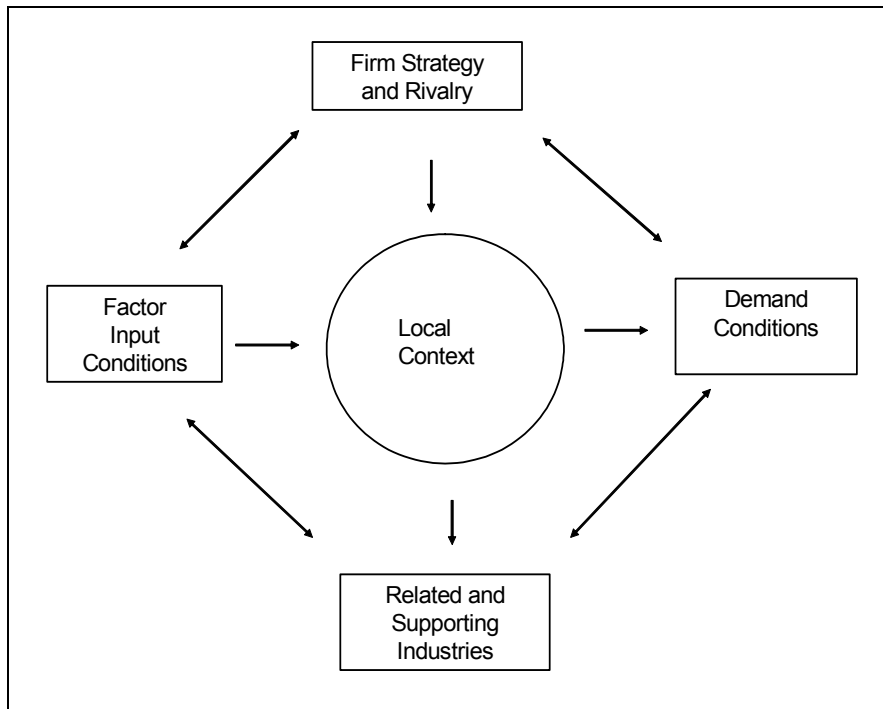 Firm Strategy
and Rivalry
Factor
Input
Conditions
Local
Context
Demand
Conditions
Related and
Supporting
Industries